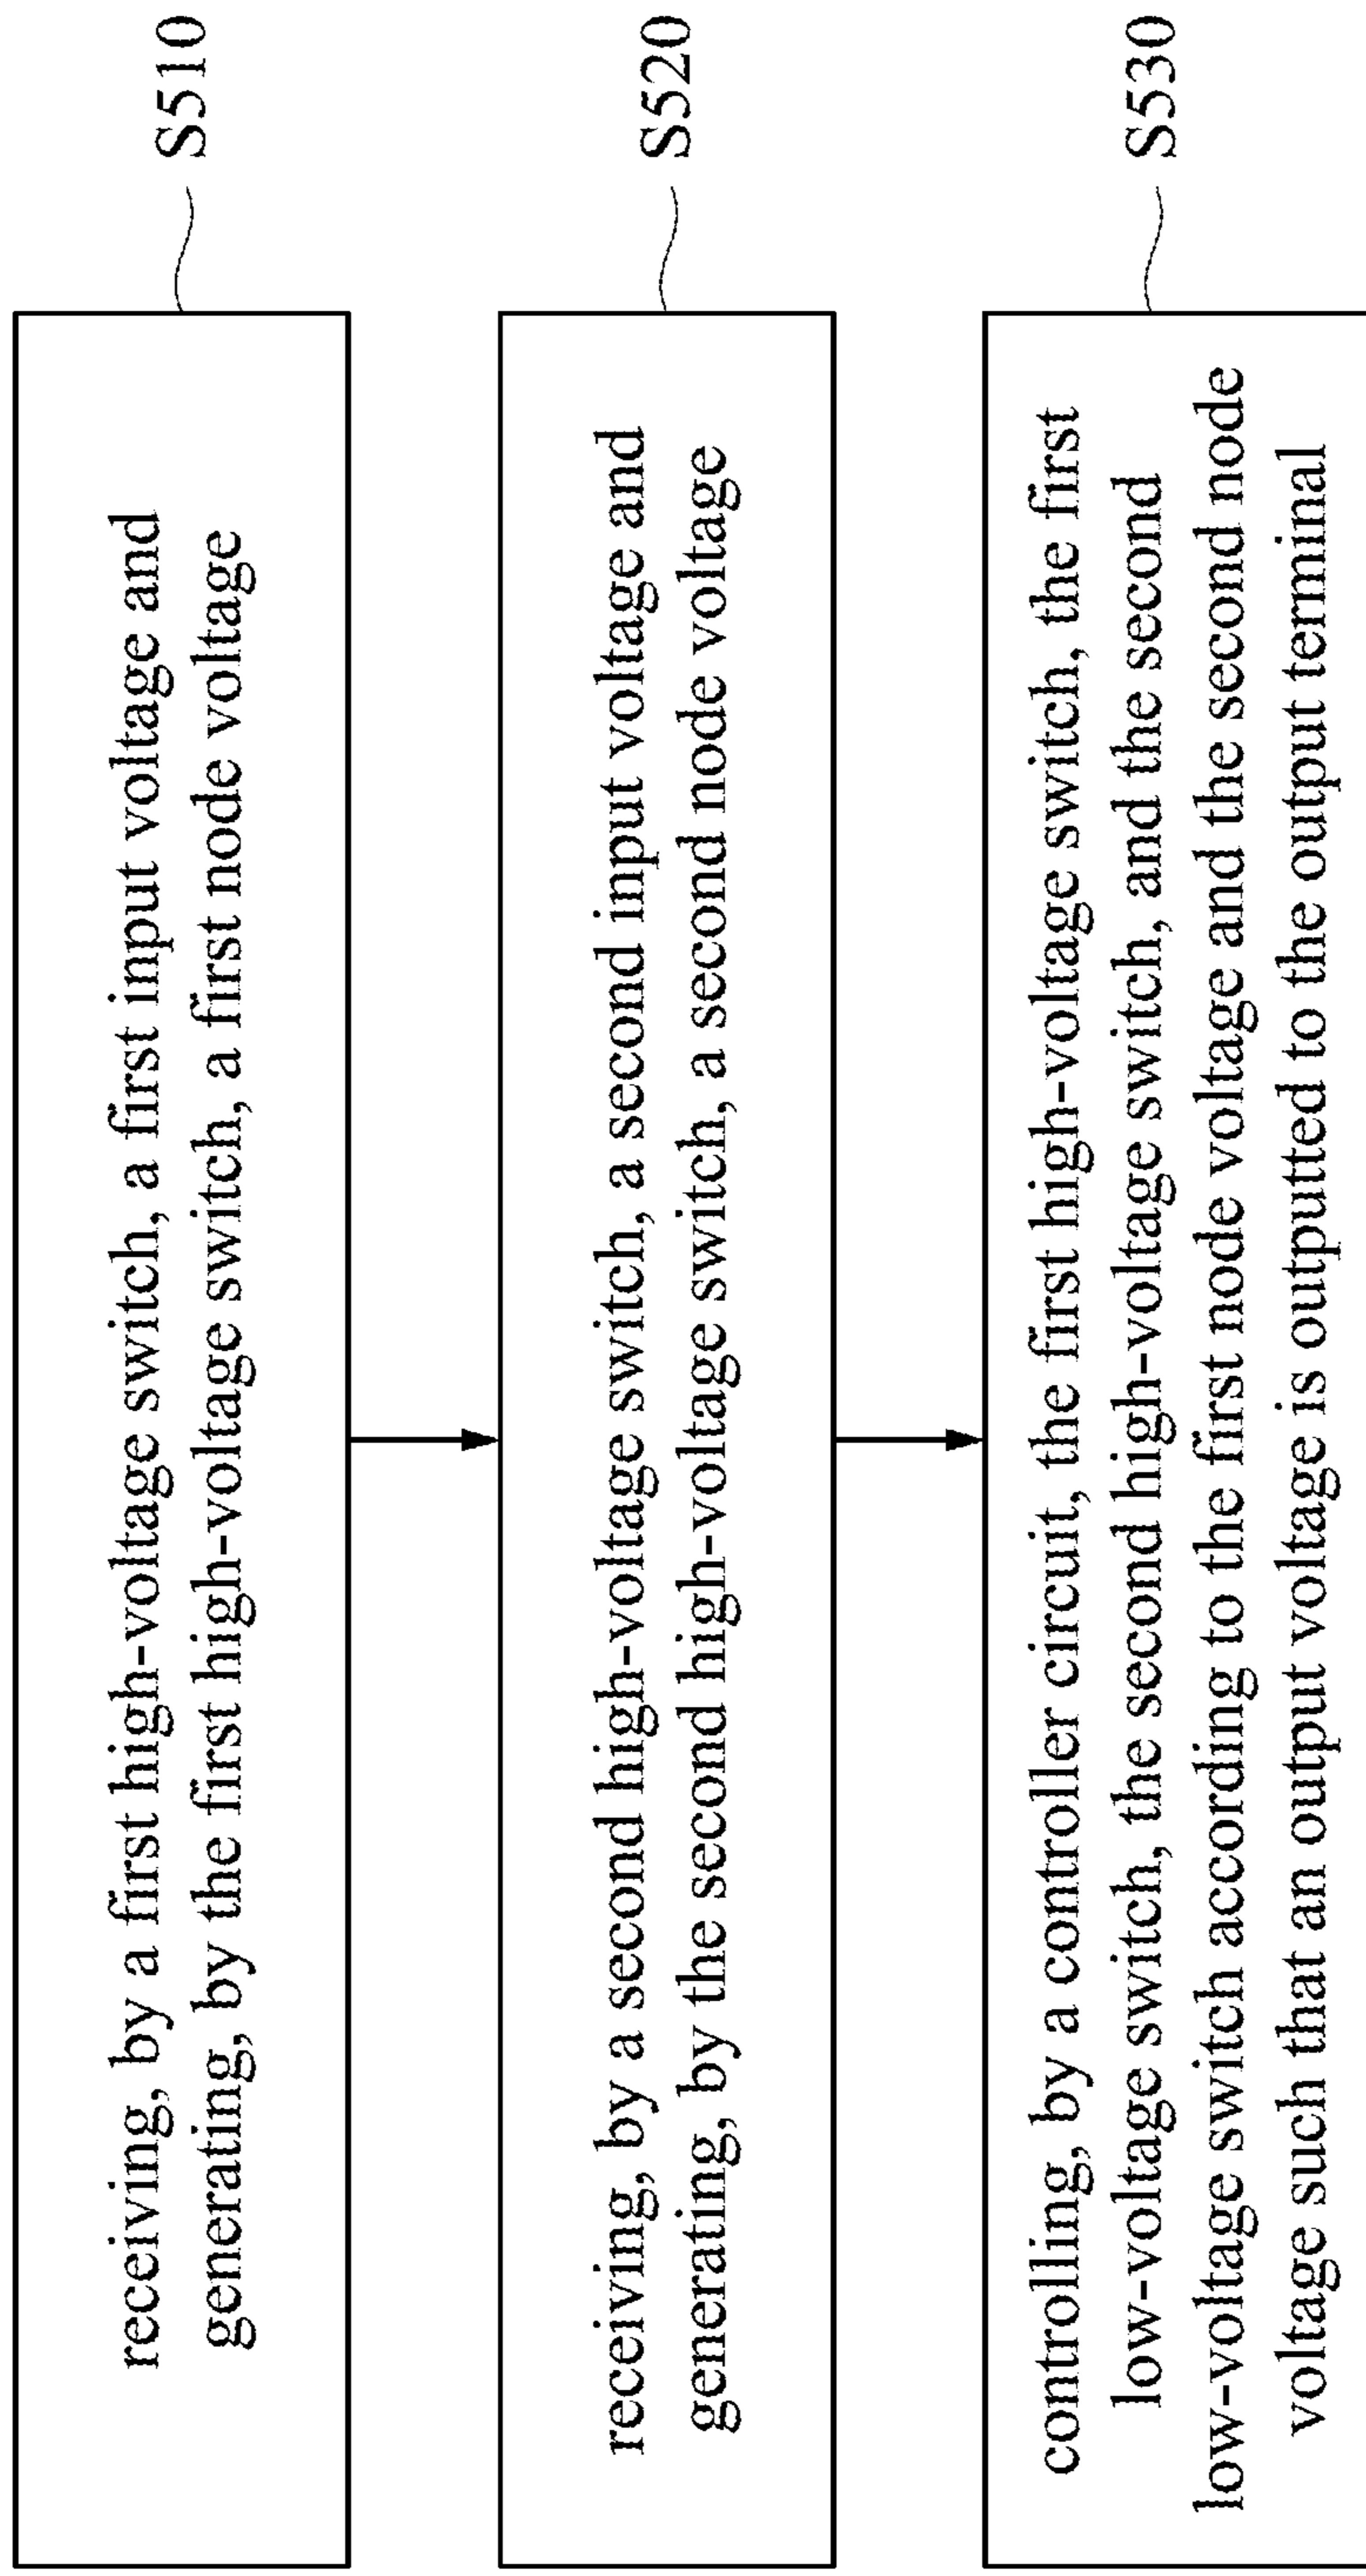 receiving, by a first high-voltage switch, a first input voltage and
generating, by the first high-voltage switch, a first node voltage
S510
receiving, by a second high-voltage switch, a second input voltage and
generating, by the second high-voltage switch, a second node voltage
S520
controlling, by a controller circuit, the first high-voltage switch, the first
low-voltage switch, the second high-voltage switch, and the second
low-voltage switch according to the first node voltage and the second node
voltage such that an output voltage is outputted to the output terminal
S530